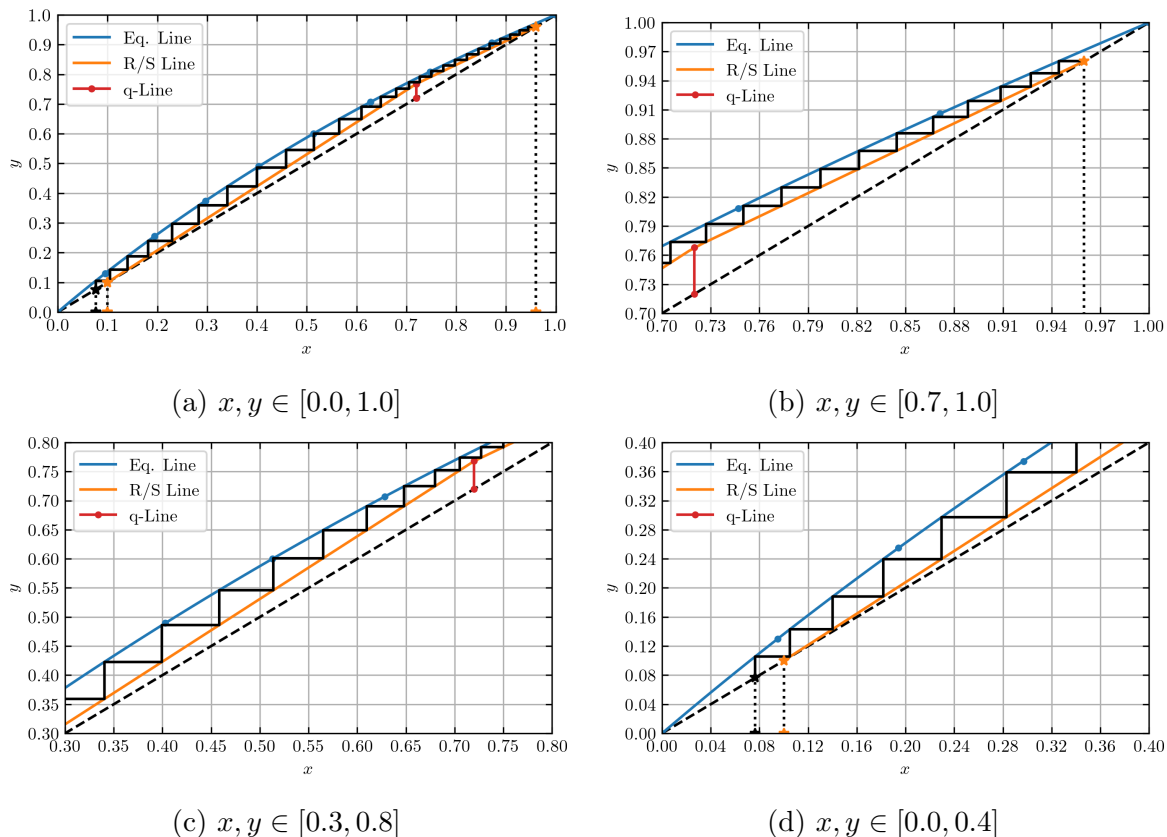 1.0
0.9
0.8
0.7
0.6
0.5
0.4
0.3
0.2
0.1
0.0
y
Eq. Line
R/S Line
q-Line
0.0 0.1 0.2 0.3 0.4 0.5 0.6 0.7 0.8 0.9 1.0
x
(a) x, y ∈ [0.0, 1.0]
1.00
0.97
0.94
0.91
0.88
0.85
0.82
0.79
0.76
0.73
0.70
y
Eq. Line
R/S Line
q-Line
0.70 0.73 0.76 0.79 0.82 0.85 0.88 0.91 0.94 0.97 1.00
x
(b) x, y ∈ [0.7, 1.0]
0.80
0.75
0.70
0.65
0.60
0.55
0.50
0.45
0.40
0.35
0.30
y
Eq. Line
R/S Line
q-Line
0.30 0.35 0.40 0.45 0.50 0.55 0.60 0.65 0.70 0.75 0.80
x
(c) x, y ∈ [0.3, 0.8]
0.40
0.36
0.32
0.28
0.24
0.20
0.16
0.12
0.08
0.04
0.00
y
Eq. Line
R/S Line
q-Line
0.00 0.04 0.08 0.12 0.16 0.20 0.24 0.28 0.32 0.36 0.40
x
(d) x, y ∈ [0.0, 0.4]